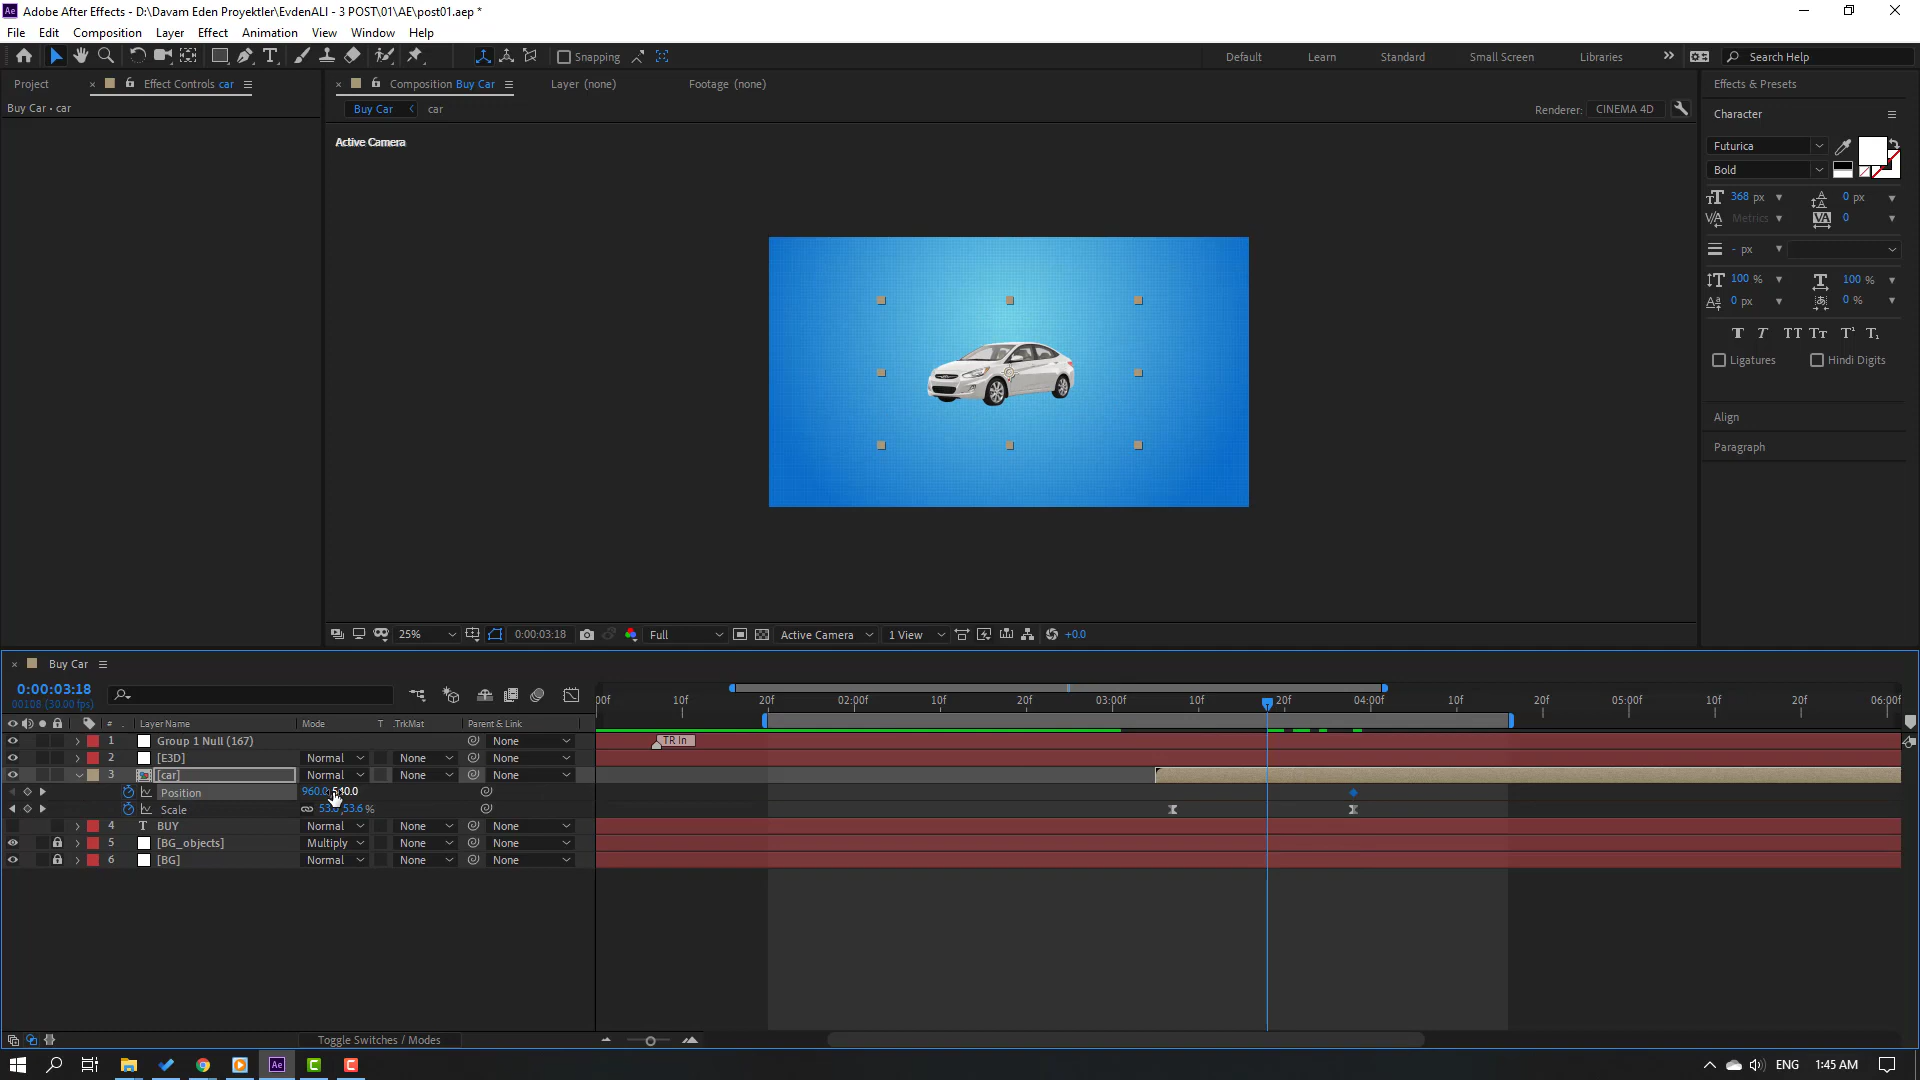 Adobe After Effects - D:\Davam Eden Proyektler\EvdenALI - 3 POST\01\AE\post01.aep *
File Edit Composition Layer Effect Animation View Window Help
Snapping
Default Learn Standard Small Screen Libraries
Search Help
Project
Effect Controls car
Composition Buy Car
Layer (none)
Footage (none)
Effects & Presets
Buy Car • car
Buy Car
car
Renderer: CINEMA 4D
Character
Active Camera
Futurica
Bold
368 px
0 px
Metrics
0
- px
100 %
100 %
0 px
0 %
Ligatures
Hindi Digits
Align
Paragraph
25%
0:00:03:18
Full
Active Camera
1 View
+0.0
Buy Car
0:00:03:18
00108 (30.00 fps)
:00f 10f 20f 02:00f 10f 20f 03:00f 10f 20f 04:00f 10f 20f 05:00f 10f 20f 06:00f
# . Layer Name Mode T .TrkMat Parent & Link
1 Group 1 Null (167) None
TR In
2 [E3D] Normal None None
3 [car] Normal None None
Position 960.0
Scale 53.6 %
4 T BUY Normal None None
5 [BG_objects] Multiply None None
6 [BG] Normal None None
Toggle Switches / Modes
ENG 1:45 AM